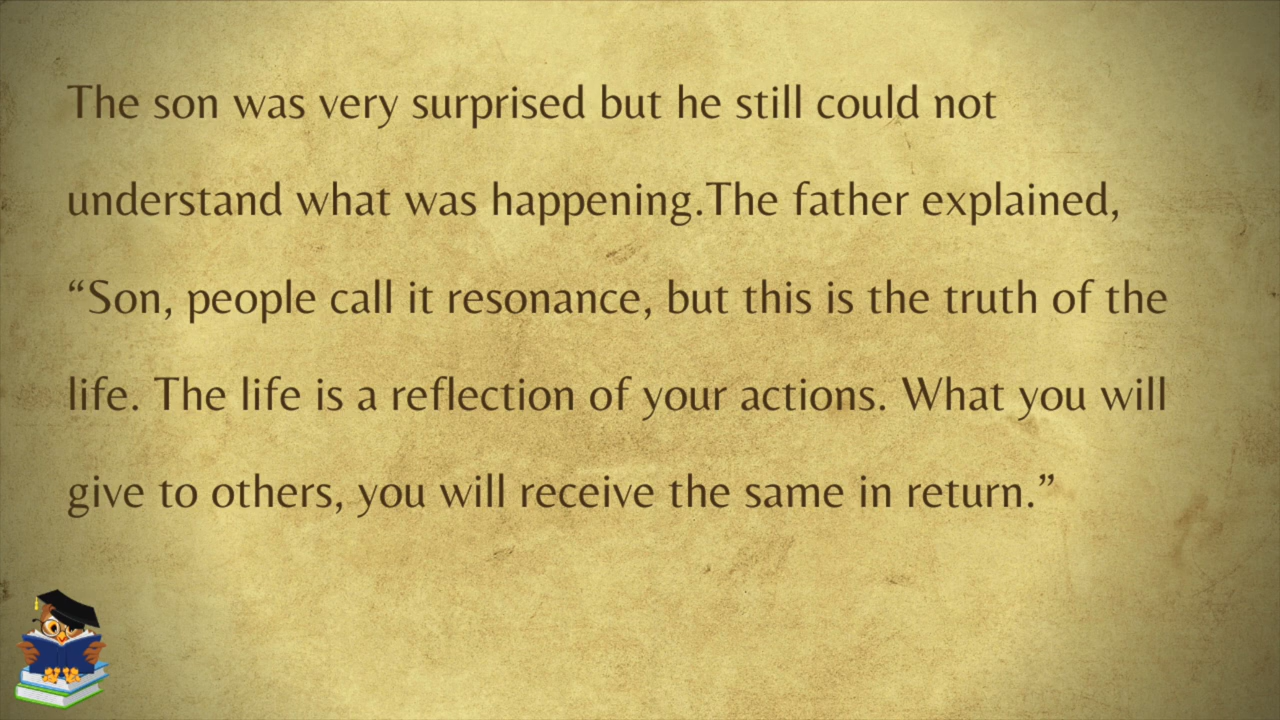 The son was very surprised but he still could not
understand what was happening.The father explained,
“Son, people call it resonance, but this is the truth of the
life. The life is a reflection of your actions. What you will
give to others, you will receive the same in return.”